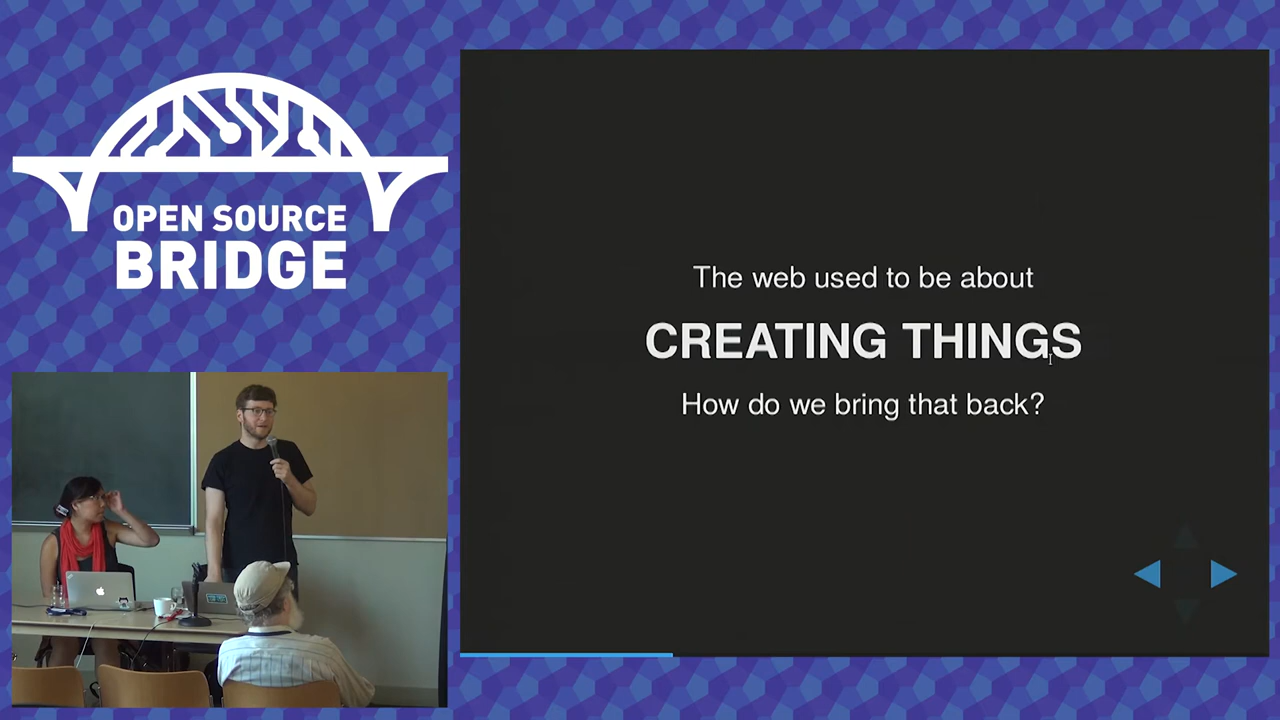 OPEN SOURCE
BRIDGE
The web used to be about
CREATING THINGS
How do we bring that back?